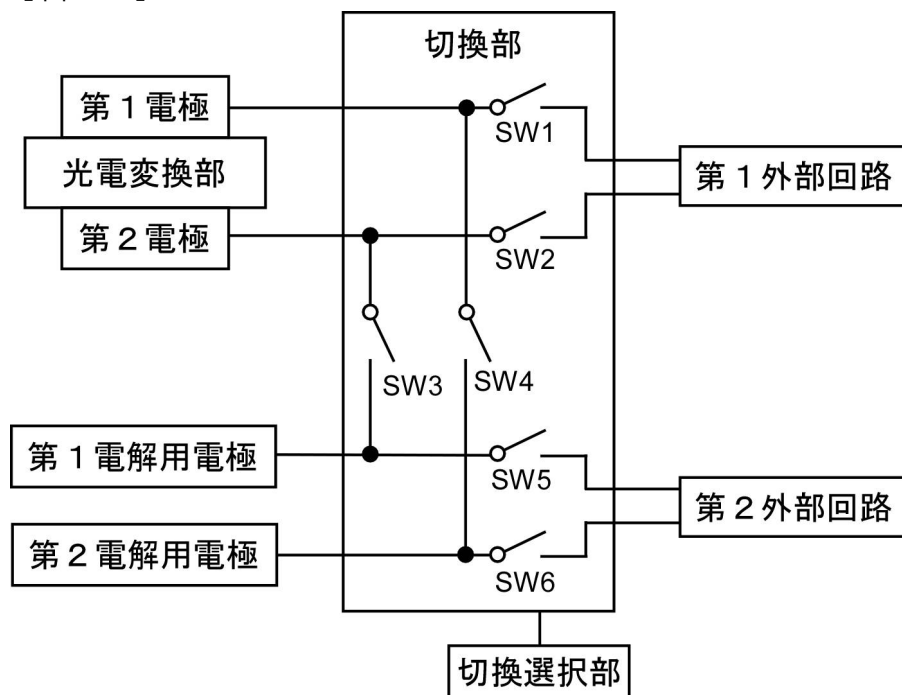 切換部
第１電極
SW1
光電変換部
第１外部回路
第２電極
SW2
SW3
SW4
第１電解用電極
SW5
第２外部回路
第２電解用電極
SW6
切換選択部